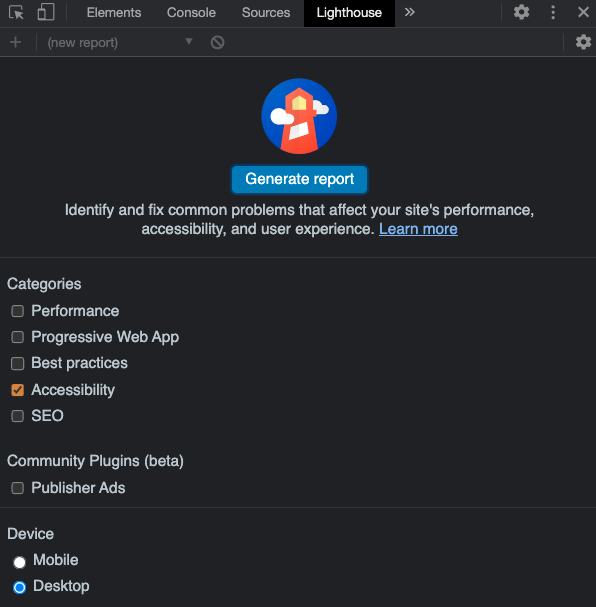 Elements Console Sources Lighthouse
(new report)
Generate report
Identify and fix common problems that affect your site's performance,
accessibility, and user experience. Learn more
Categories
Performance
Progressive Web App
Best practices
Accessibility
SEO
Community Plugins (beta)
Publisher Ads
Device
Mobile
Desktop